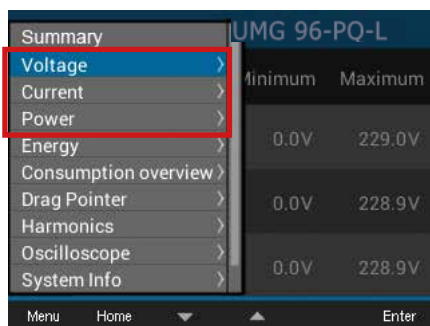 UMG 96-PQ-L
Summary
Voltage
Current
Power
Energy
Consumption overview
Drag Pointer
Harmonics
Oscilloscope
System Info
Minimum Maximum
0.0V 229.0V
0.0V 228.9V
0.0V 228.9V
Menu Home Enter